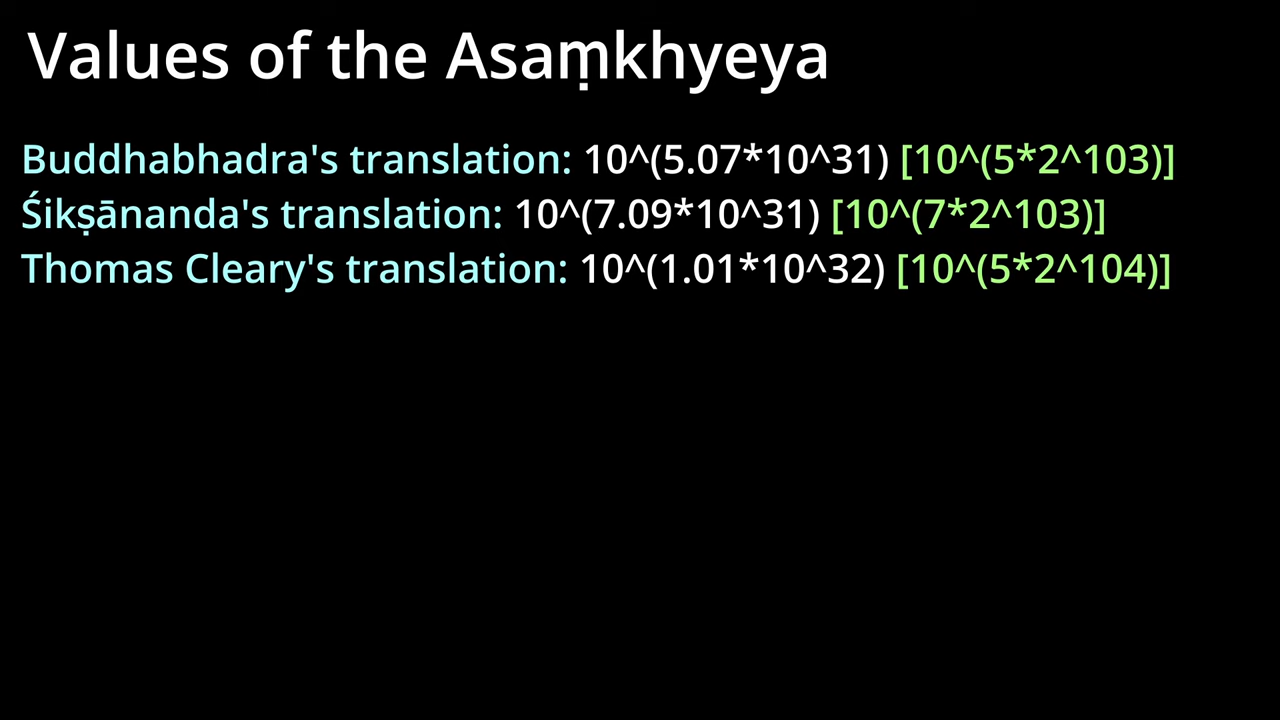 Values of the Asaṃkhyeya
Buddhabhadra's translation: 10^(5.07*10^31) [10^(5*2^103)]
Śikṣānanda's translation: 10^(7.09*10^31) [10^(7*2^103)]
Thomas Cleary's translation: 10^(1.01*10^32) [10^(5*2^104)]